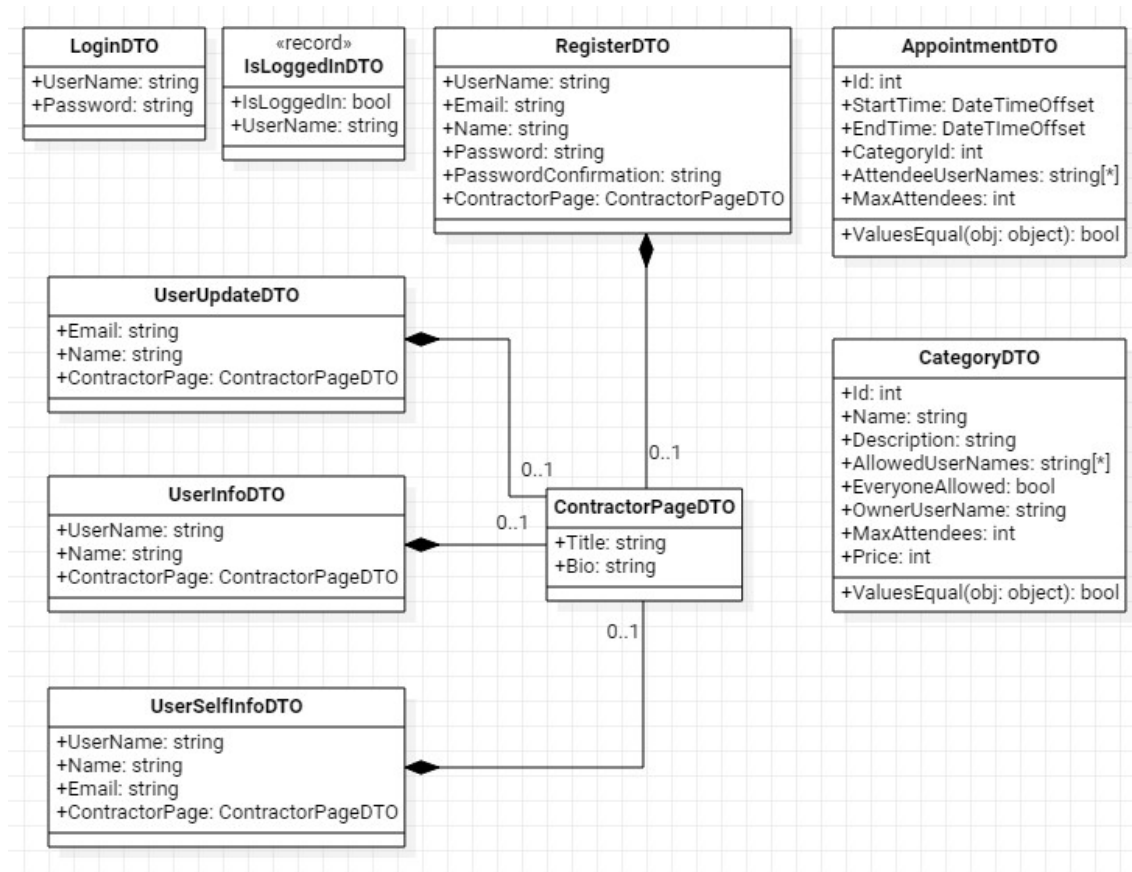 LoginDTO
+UserName: string
+Password: string
«record»
IsLoggedInDTO
+IsLoggedIn: bool
+UserName: string
RegisterDTO
+UserName: string
+Email: string
+Name: string
+Password: string
+PasswordConfirmation: string
+ContractorPage: ContractorPageDTO
AppointmentDTO
+Id: int
+StartTime: DateTimeOffset
+EndTime: DateTImeOffset
+CategoryId: int
+AttendeeUserNames: string[*]
+MaxAttendees: int
+ValuesEqual(obj: object): bool
UserUpdateDTO
+Email: string
+Name: string
+ContractorPage: ContractorPageDTO
CategoryDTO
+Id: int
+Name: string
+Description: string
+AllowedUserNames: string[*]
+EveryoneAllowed: bool
+OwnerUserName: string
+MaxAttendees: int
+Price: int
+ValuesEqual(obj: object): bool
0..1
0..1
0..1
UserInfoDTO
+UserName: string
+Name: string
+ContractorPage: ContractorPageDTO
ContractorPageDTO
+Title: string
+Bio: string
0..1
UserSelfInfoDTO
+UserName: string
+Name: string
+Email: string
+ContractorPage: ContractorPageDTO